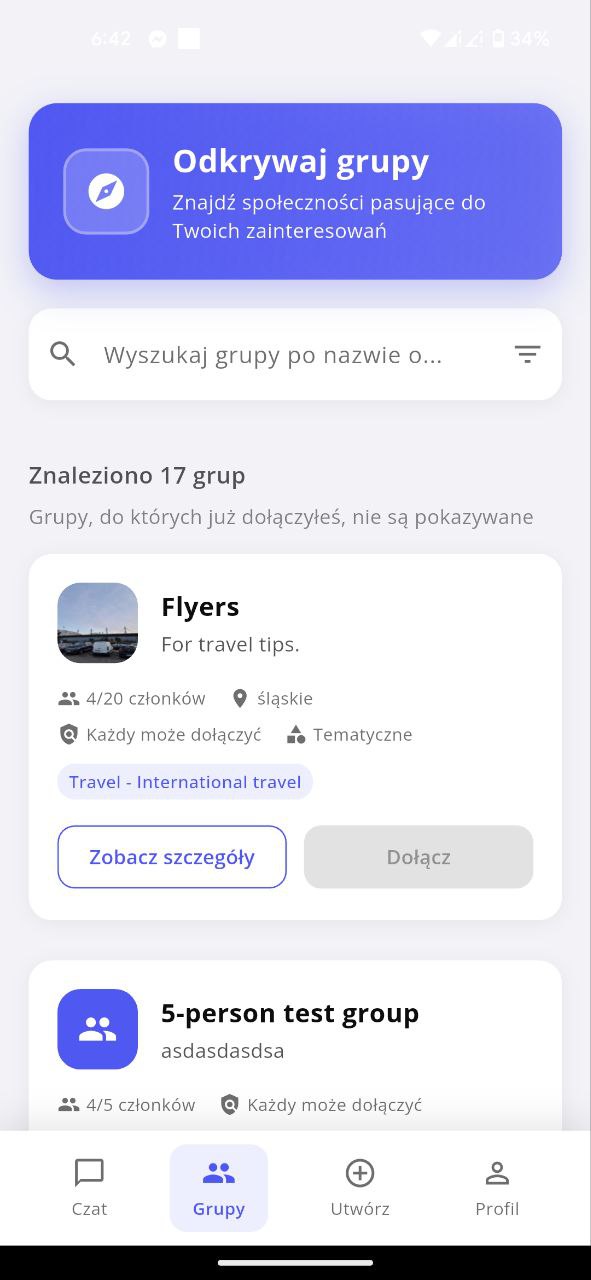 6:42 34%
Odkrywaj grupy
Znajdź społeczności pasujące do
Twoich zainteresowań
Wyszukaj grupy po nazwie o...
Znaleziono 17 grup
Grupy, do których już dołączyłeś, nie są pokazywane
Flyers
For travel tips.
4/20 członków śląskie
Każdy może dołączyć Tematyczne
Travel - International travel
Zobacz szczegóły Dołącz
5-person test group
asdasdasdsa
4/5 członków Każdy może dołączyć
Czat Grupy Utwórz Profil